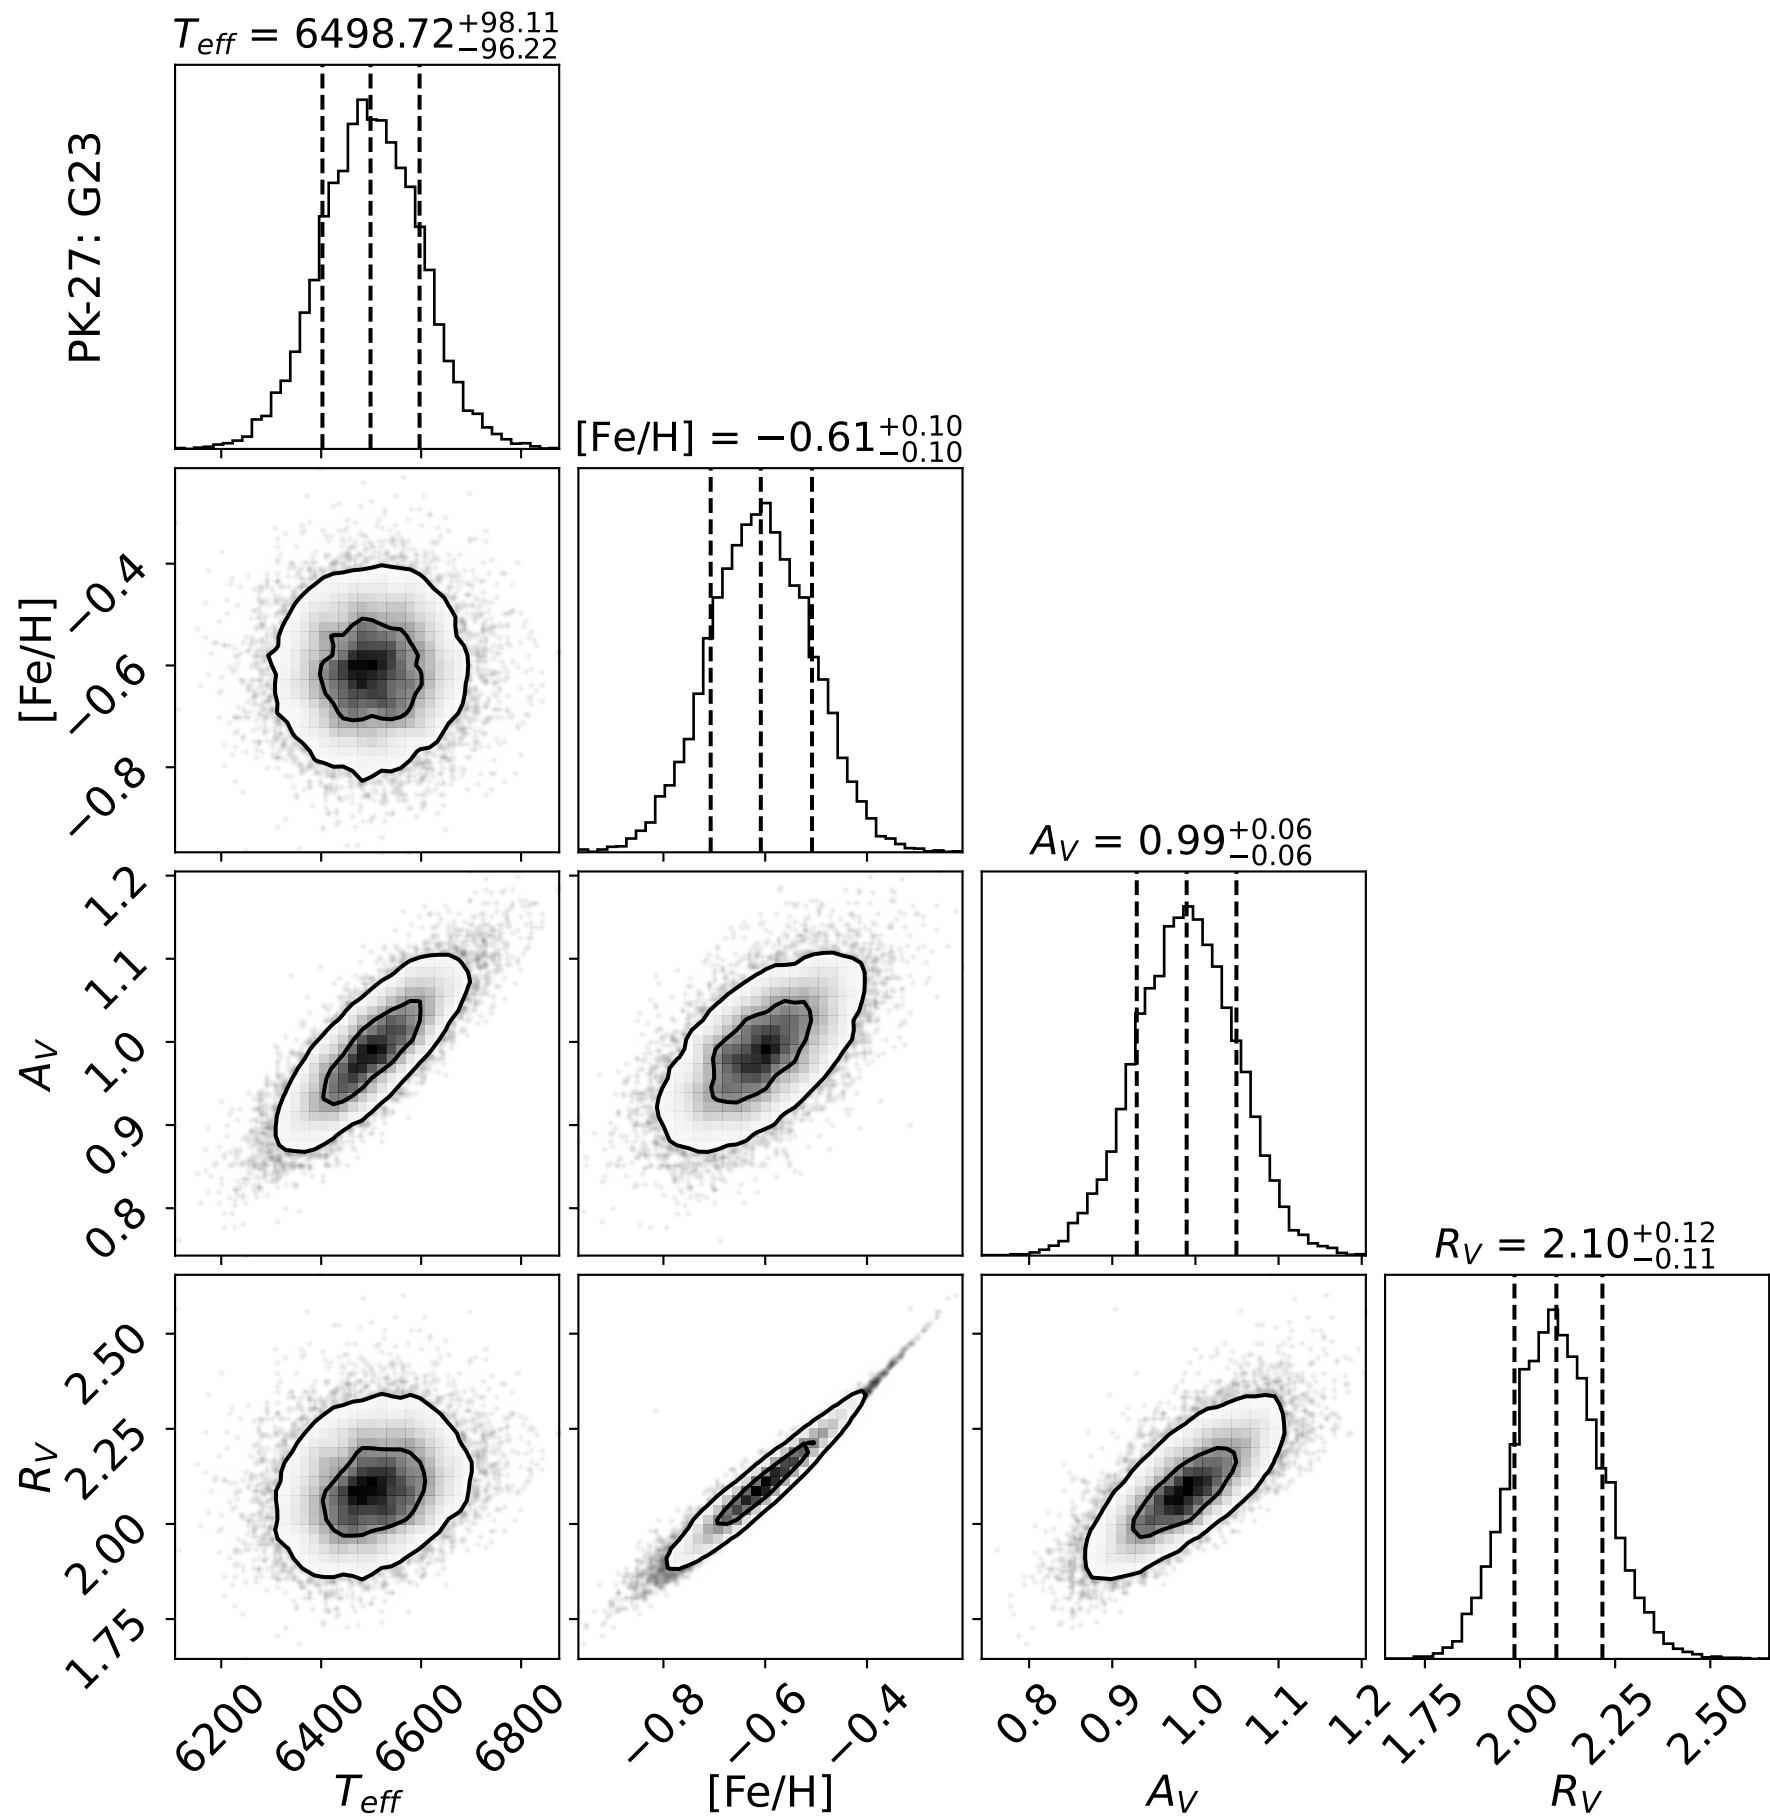 T_eff = 6498.72 +98.11 −96.22
PK-27: G23
[Fe/H] = −0.61 +0.10 −0.10
[Fe/H]
−0.4
−0.6
−0.8
A_V = 0.99 +0.06 −0.06
A_V
1.2
1.1
1.0
0.9
0.8
R_V = 2.10 +0.12 −0.11
R_V
2.50
2.25
2.00
1.75
6200 6400 6600 6800 −0.8 −0.6 −0.4 0.8 0.9 1.0 1.1 1.2 1.75 2.00 2.25 2.50
T_eff [Fe/H] A_V R_V